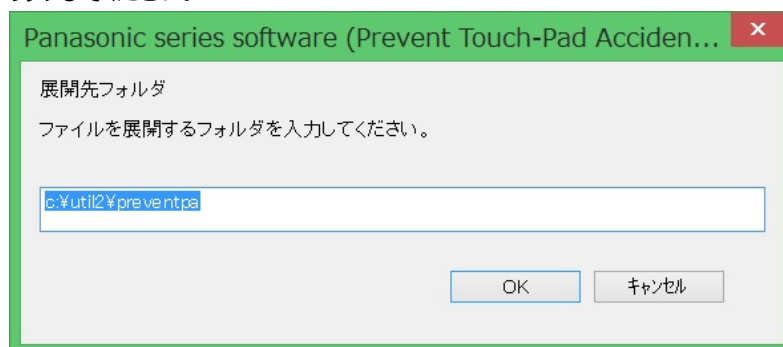 Panasonic series software (Prevent Touch-Pad Acciden...
展開先フォルダ
ファイルを展開するフォルダを入力してください。
c:¥util2¥preventpa
OK
キャンセル